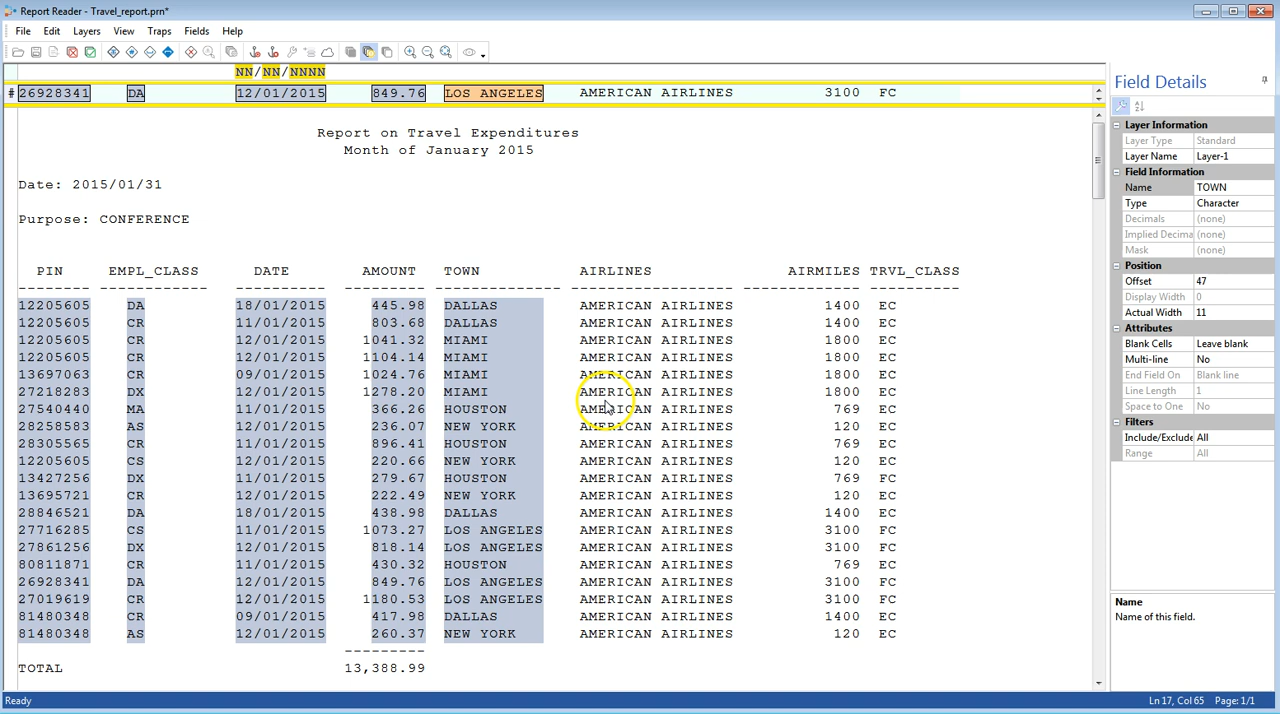 Report Reader - Travel_report.prn*
File Edit Layers View Traps Fields Help
NN/NN/NNNN
#26928341 DA 12/01/2015 849.76 LOS ANGELES AMERICAN AIRLINES 3100 FC
Report on Travel Expenditures
Month of January 2015
Date: 2015/01/31
Purpose: CONFERENCE
PIN EMPL_CLASS DATE AMOUNT TOWN AIRLINES AIRMILES TRVL_CLASS
-------- ------------ ---------- --------- ------------- ------------------ ------------- ----------
12205605 DA 18/01/2015 445.98 DALLAS AMERICAN AIRLINES 1400 EC
12205605 CR 11/01/2015 803.68 DALLAS AMERICAN AIRLINES 1400 EC
12205605 CR 12/01/2015 1041.32 MIAMI AMERICAN AIRLINES 1800 EC
12205605 CR 12/01/2015 1104.14 MIAMI AMERICAN AIRLINES 1800 EC
13697063 CR 09/01/2015 1024.76 MIAMI AMERICAN AIRLINES 1800 EC
27218283 DX 12/01/2015 1278.20 MIAMI AMERICAN AIRLINES 1800 EC
27540440 MA 11/01/2015 366.26 HOUSTON AMERICAN AIRLINES 769 EC
28258583 AS 12/01/2015 236.07 NEW YORK AMERICAN AIRLINES 120 EC
28305565 CR 11/01/2015 896.41 HOUSTON AMERICAN AIRLINES 769 EC
12205605 CS 12/01/2015 220.66 NEW YORK AMERICAN AIRLINES 120 EC
13427256 DX 11/01/2015 279.67 HOUSTON AMERICAN AIRLINES 769 FC
13695721 CR 12/01/2015 222.49 NEW YORK AMERICAN AIRLINES 120 EC
28846521 DA 18/01/2015 438.98 DALLAS AMERICAN AIRLINES 1400 EC
27716285 CS 11/01/2015 1073.27 LOS ANGELES AMERICAN AIRLINES 3100 FC
27861256 DX 12/01/2015 818.14 LOS ANGELES AMERICAN AIRLINES 3100 FC
80811871 CR 11/01/2015 430.32 HOUSTON AMERICAN AIRLINES 769 EC
26928341 DA 12/01/2015 849.76 LOS ANGELES AMERICAN AIRLINES 3100 FC
27019619 CR 12/01/2015 1180.53 LOS ANGELES AMERICAN AIRLINES 3100 FC
81480348 CR 09/01/2015 417.98 DALLAS AMERICAN AIRLINES 1400 EC
81480348 AS 12/01/2015 260.37 NEW YORK AMERICAN AIRLINES 120 EC
---------
TOTAL 13,388.99
Field Details
Layer Information
Layer Type Standard
Layer Name Layer-1
Field Information
Name TOWN
Type Character
Decimals (none)
Implied Decima (none)
Mask (none)
Position
Offset 47
Display Width 0
Actual Width 11
Attributes
Blank Cells Leave blank
Multi-line No
End Field On Blank line
Line Length 1
Space to One No
Filters
Include/Exclude All
Range All
Name
Name of this field.
Ready Ln 17, Col 65 Page: 1/1